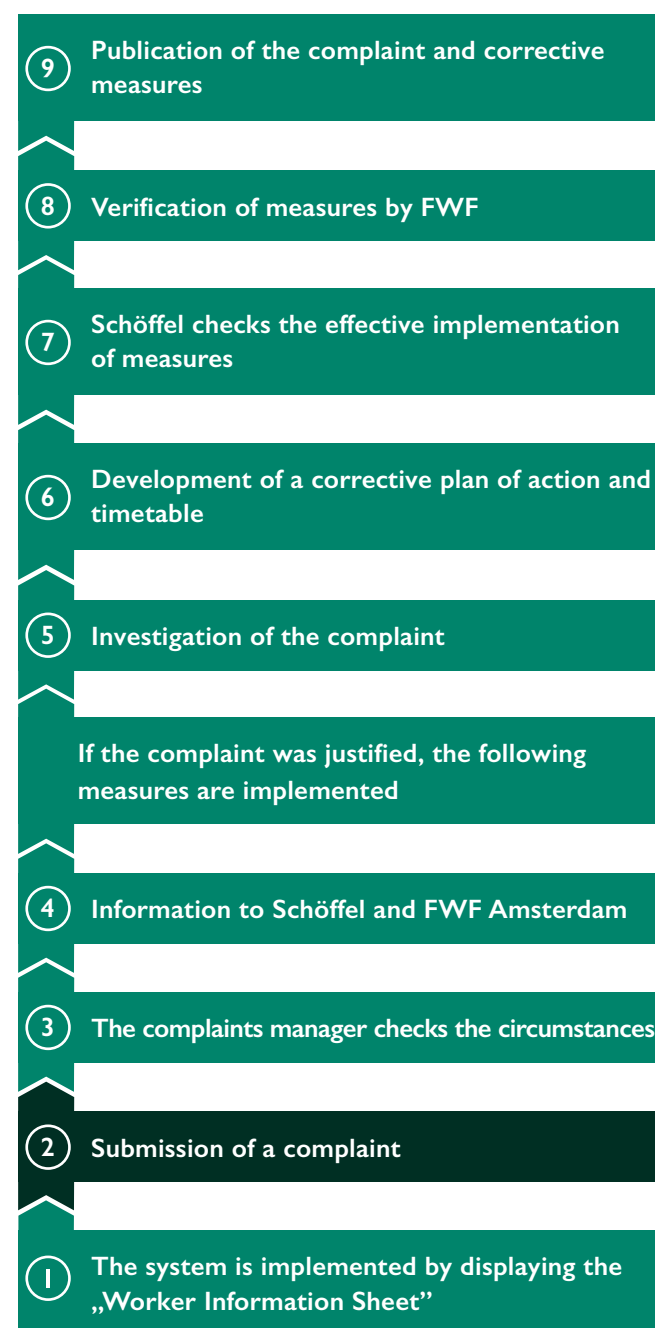 9 Publication of the complaint and corrective
measures
8 Verification of measures by FWF
7 Schöffel checks the effective implementation
of measures
6 Development of a corrective plan of action and
timetable
5 Investigation of the complaint
If the complaint was justified, the following
measures are implemented
4 Information to Schöffel and FWF Amsterdam
3 The complaints manager checks the circumstances
2 Submission of a complaint
1 The system is implemented by displaying the
„Worker Information Sheet”